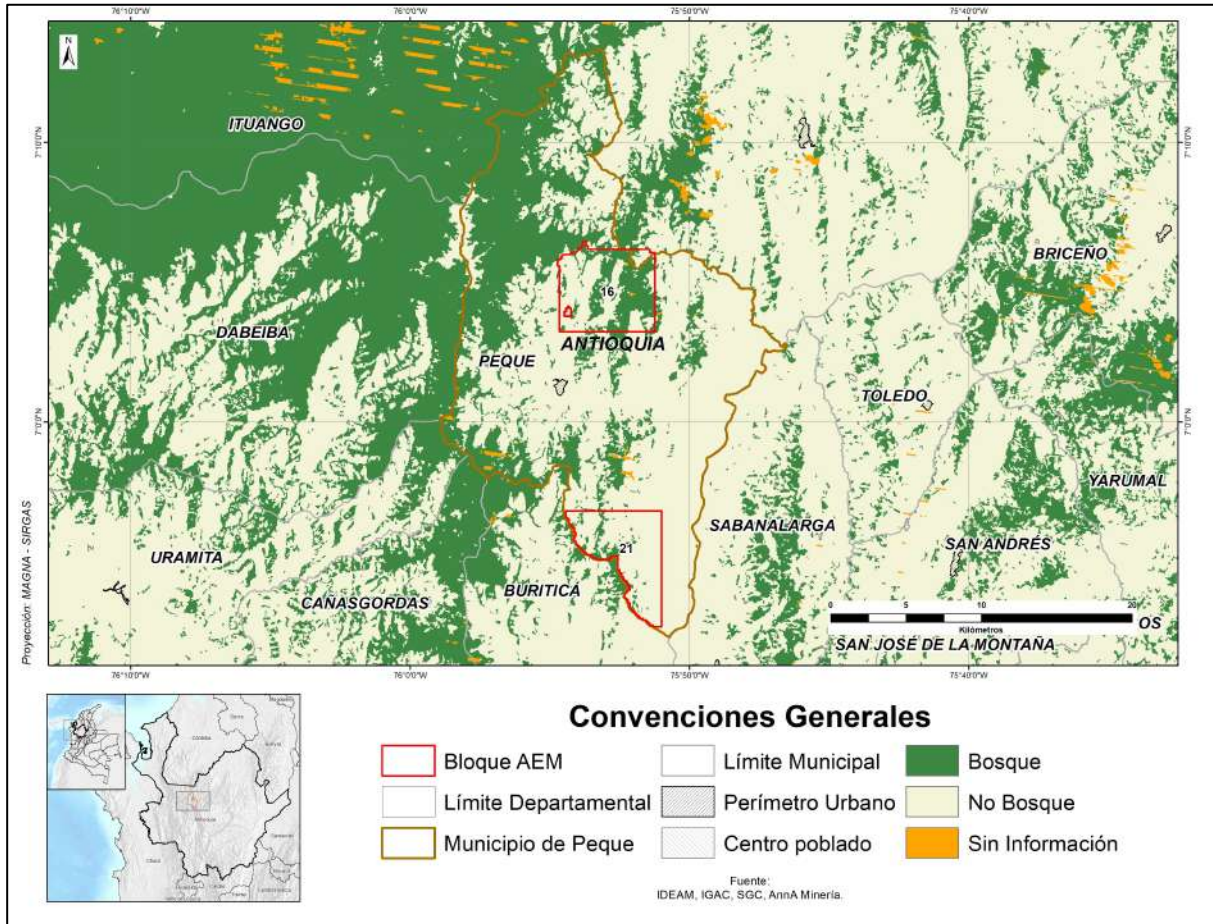 76°10'0"W
76°0'0"W
75°50'0"W
75°40'0"W
N
ITUANGO
7°10'0"N
7°10'0"N
BRICEÑO
16
DABEIBA
ANTIOQUIA
PEQUE
TOLEDO
7°0'0"N
7°0'0"N
YARUMAL
SABANALARGA
21
SAN ANDRÉS
URAMITA
BURITICÁ
CAÑASGORDAS
0 5 10 20
Kilómetros
OS
SAN JOSÉ DE LA MONTAÑA
Proyección: MAGNA - SIRGAS
76°10'0"W
76°0'0"W
75°50'0"W
75°40'0"W
Convenciones Generales
Bloque AEM
Límite Municipal
Bosque
Límite Departamental
Perímetro Urbano
No Bosque
Municipio de Peque
Centro poblado
Sin Información
Fuente:
IDEAM, IGAC, SGC, AnnA Minería.